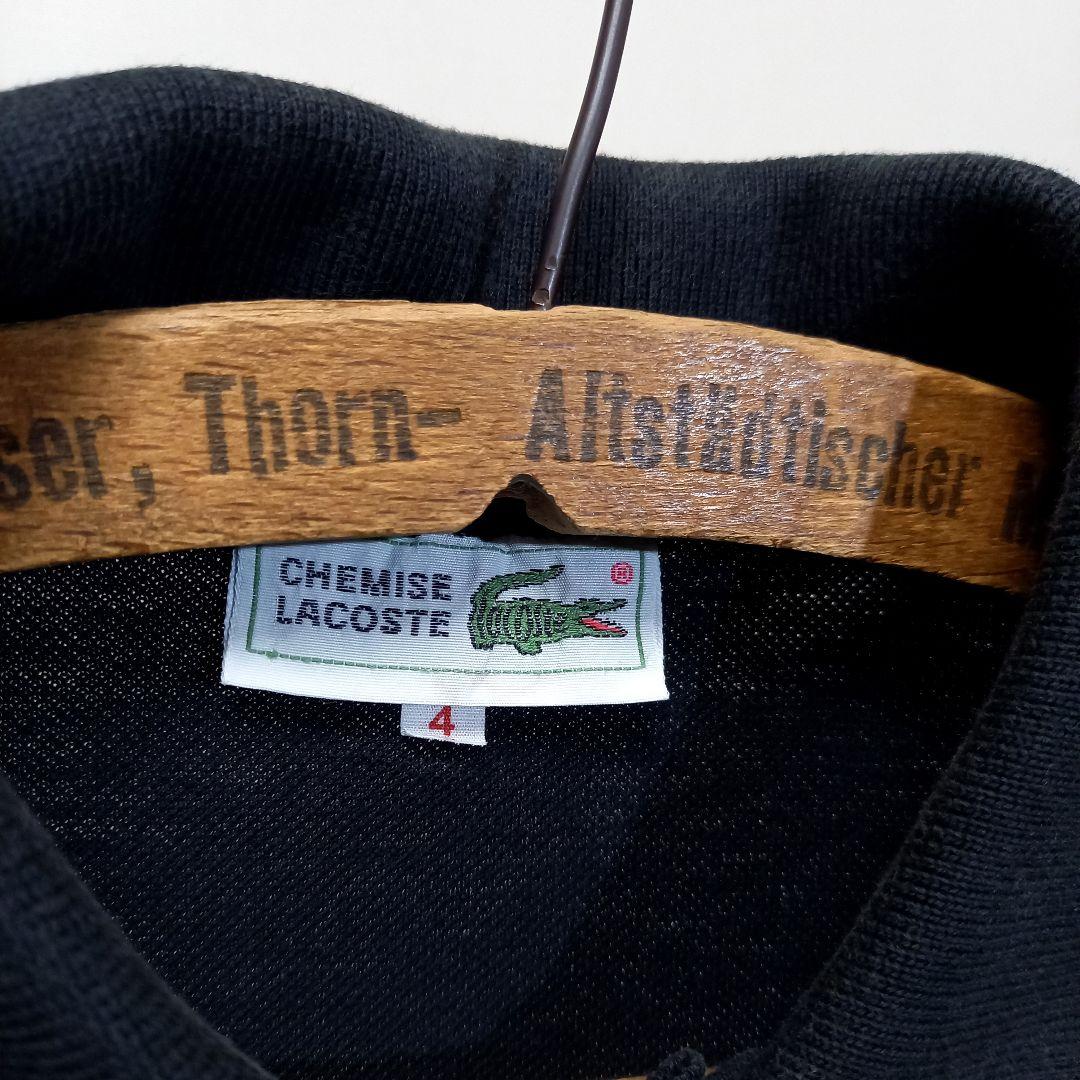 ser, Thorn- Altstädtischer
CHEMISE
LACOSTE
®
4